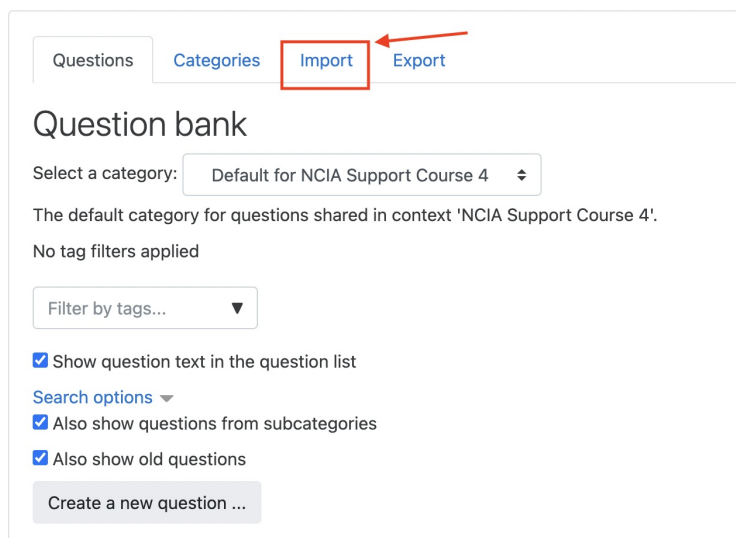 Questions Categories Import Export
Question bank
Select a category: Default for NCIA Support Course 4
The default category for questions shared in context 'NCIA Support Course 4'.
No tag filters applied
Filter by tags...
Show question text in the question list
Search options
Also show questions from subcategories
Also show old questions
Create a new question ...